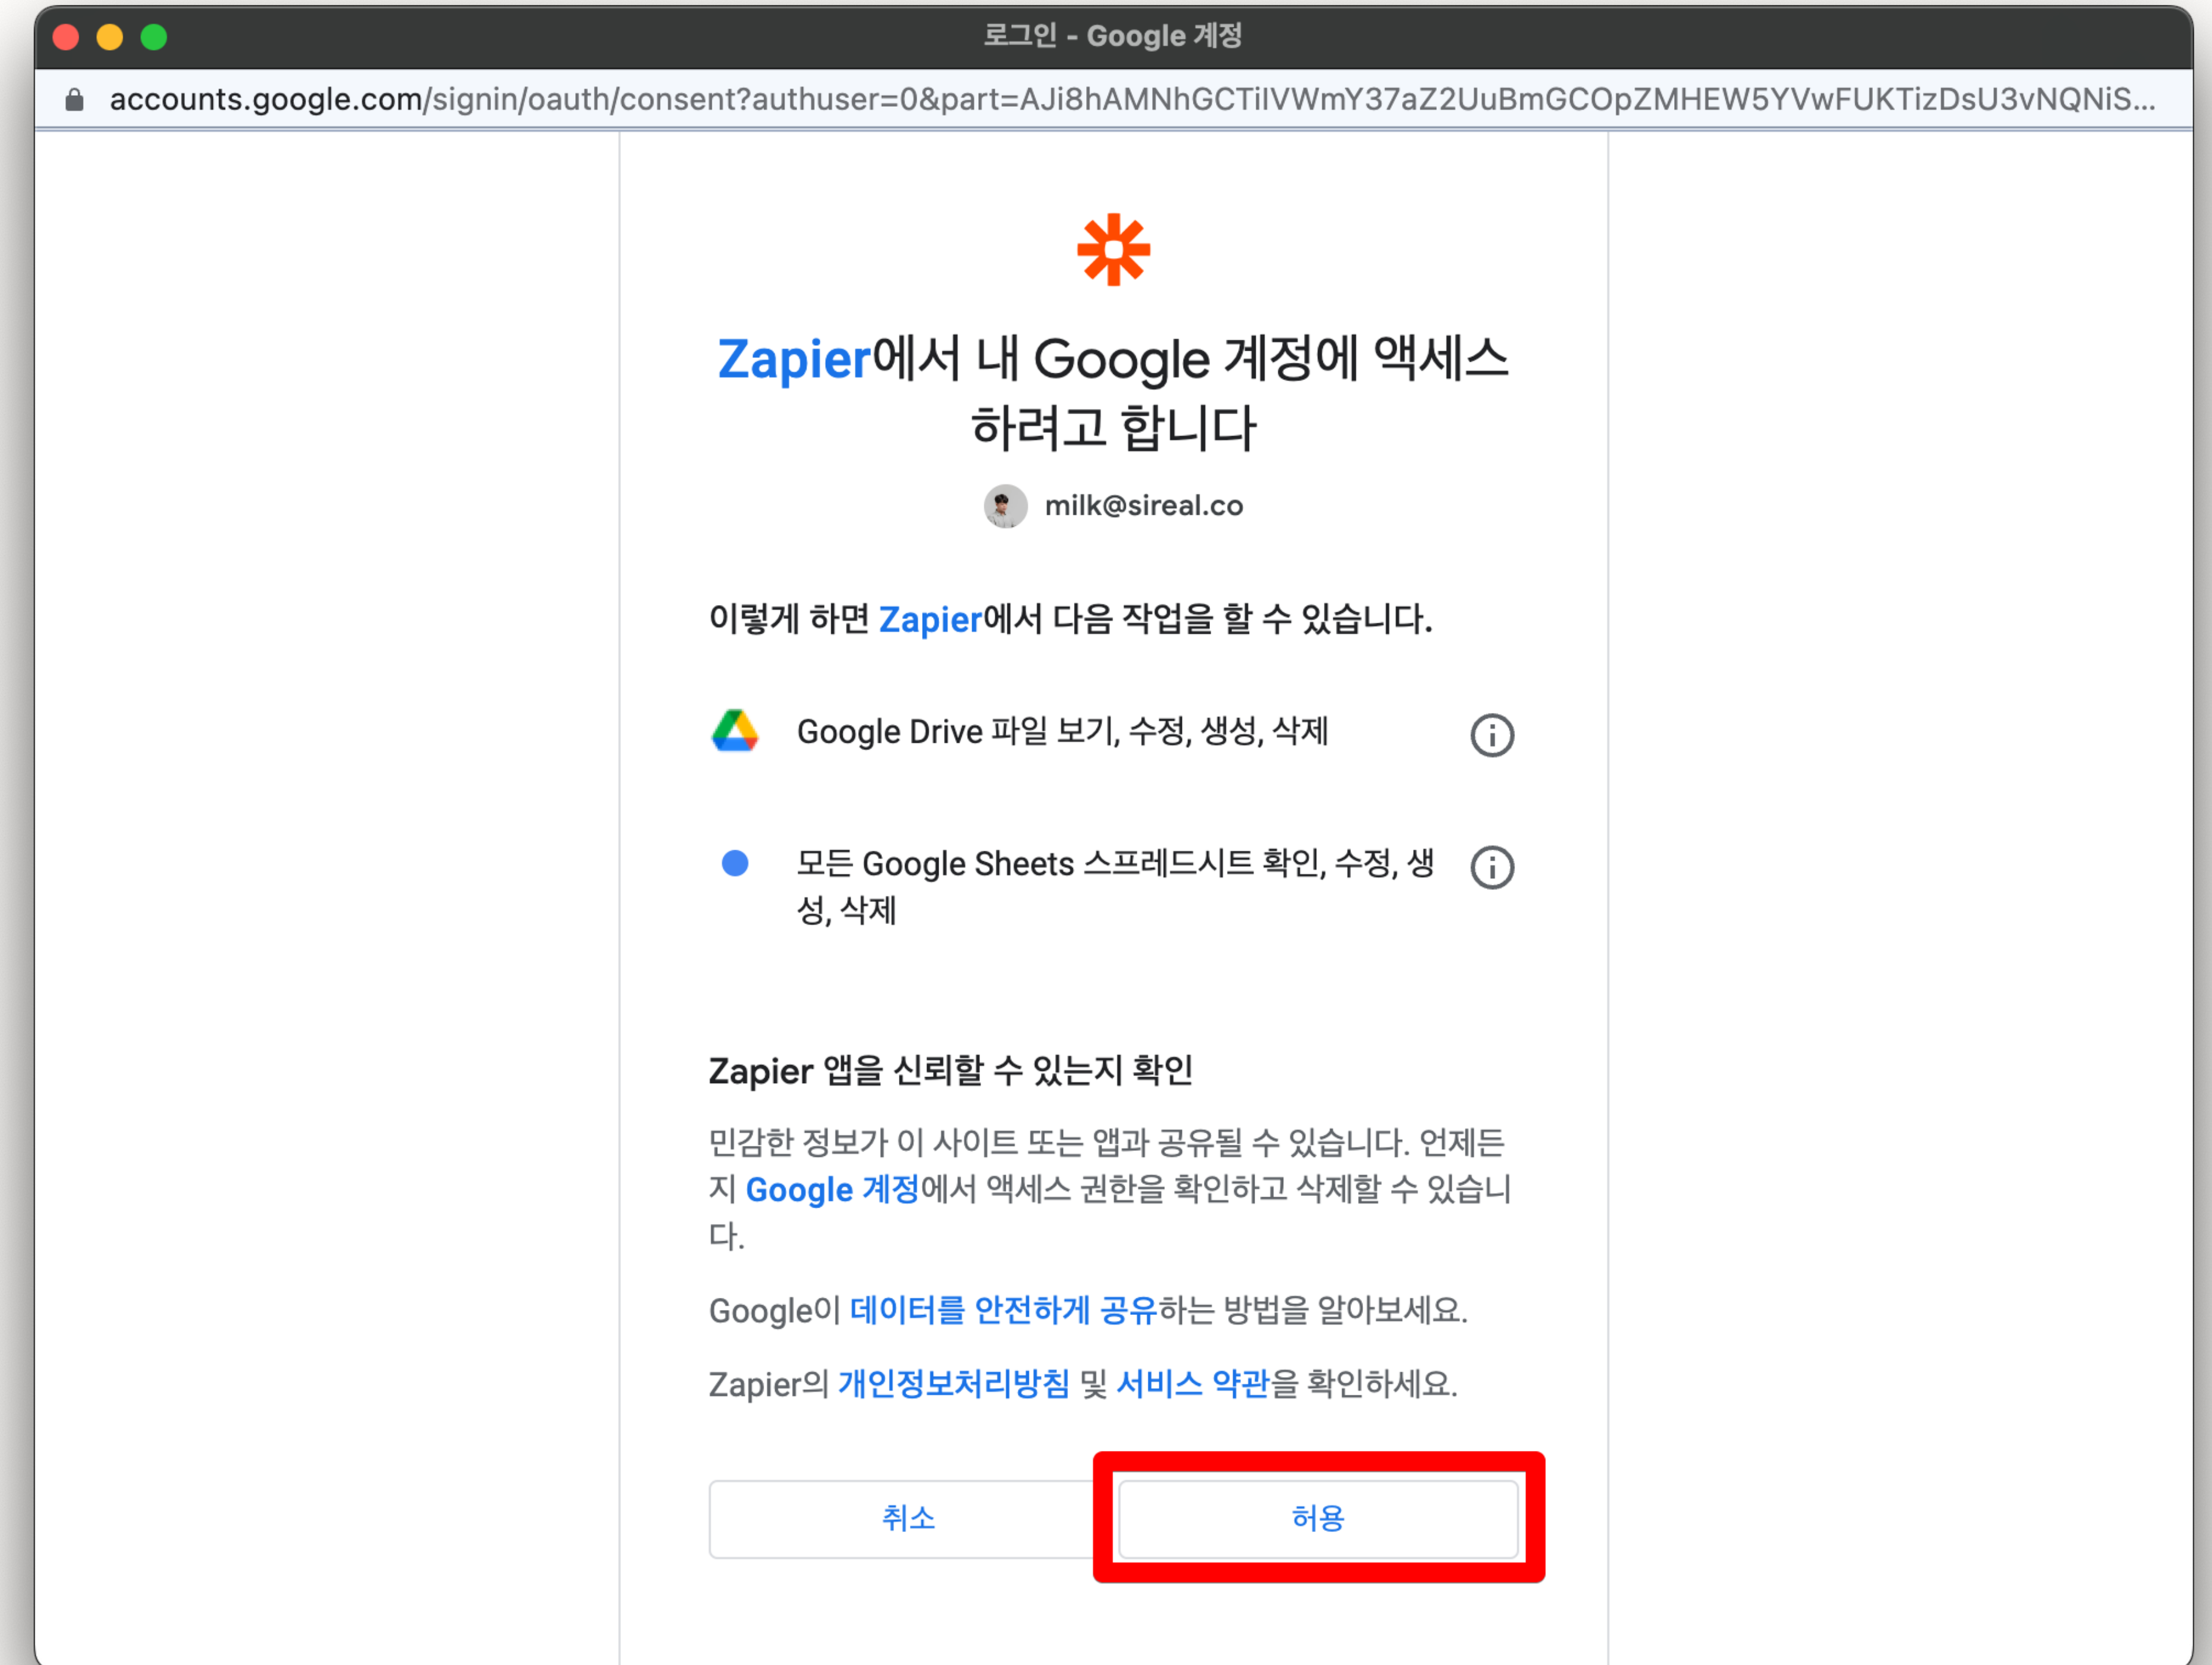 로그인 - Google 계정
accounts.google.com/signin/oauth/consent?authuser=0&part=AJi8hAMNhGCTiIVWmY37aZ2UuBmGCOpZMHEW5YVwFUKTizDsU3vNQNiS...
Zapier에서 내 Google 계정에 액세스
하려고 합니다
milk@sireal.co
이렇게 하면 Zapier에서 다음 작업을 할 수 있습니다.
Google Drive 파일 보기, 수정, 생성, 삭제
모든 Google Sheets 스프레드시트 확인, 수정, 생
성, 삭제
Zapier 앱을 신뢰할 수 있는지 확인
민감한 정보가 이 사이트 또는 앱과 공유될 수 있습니다. 언제든
지 Google 계정에서 액세스 권한을 확인하고 삭제할 수 있습니
다.
Google이 데이터를 안전하게 공유하는 방법을 알아보세요.
Zapier의 개인정보처리방침 및 서비스 약관을 확인하세요.
취소
허용